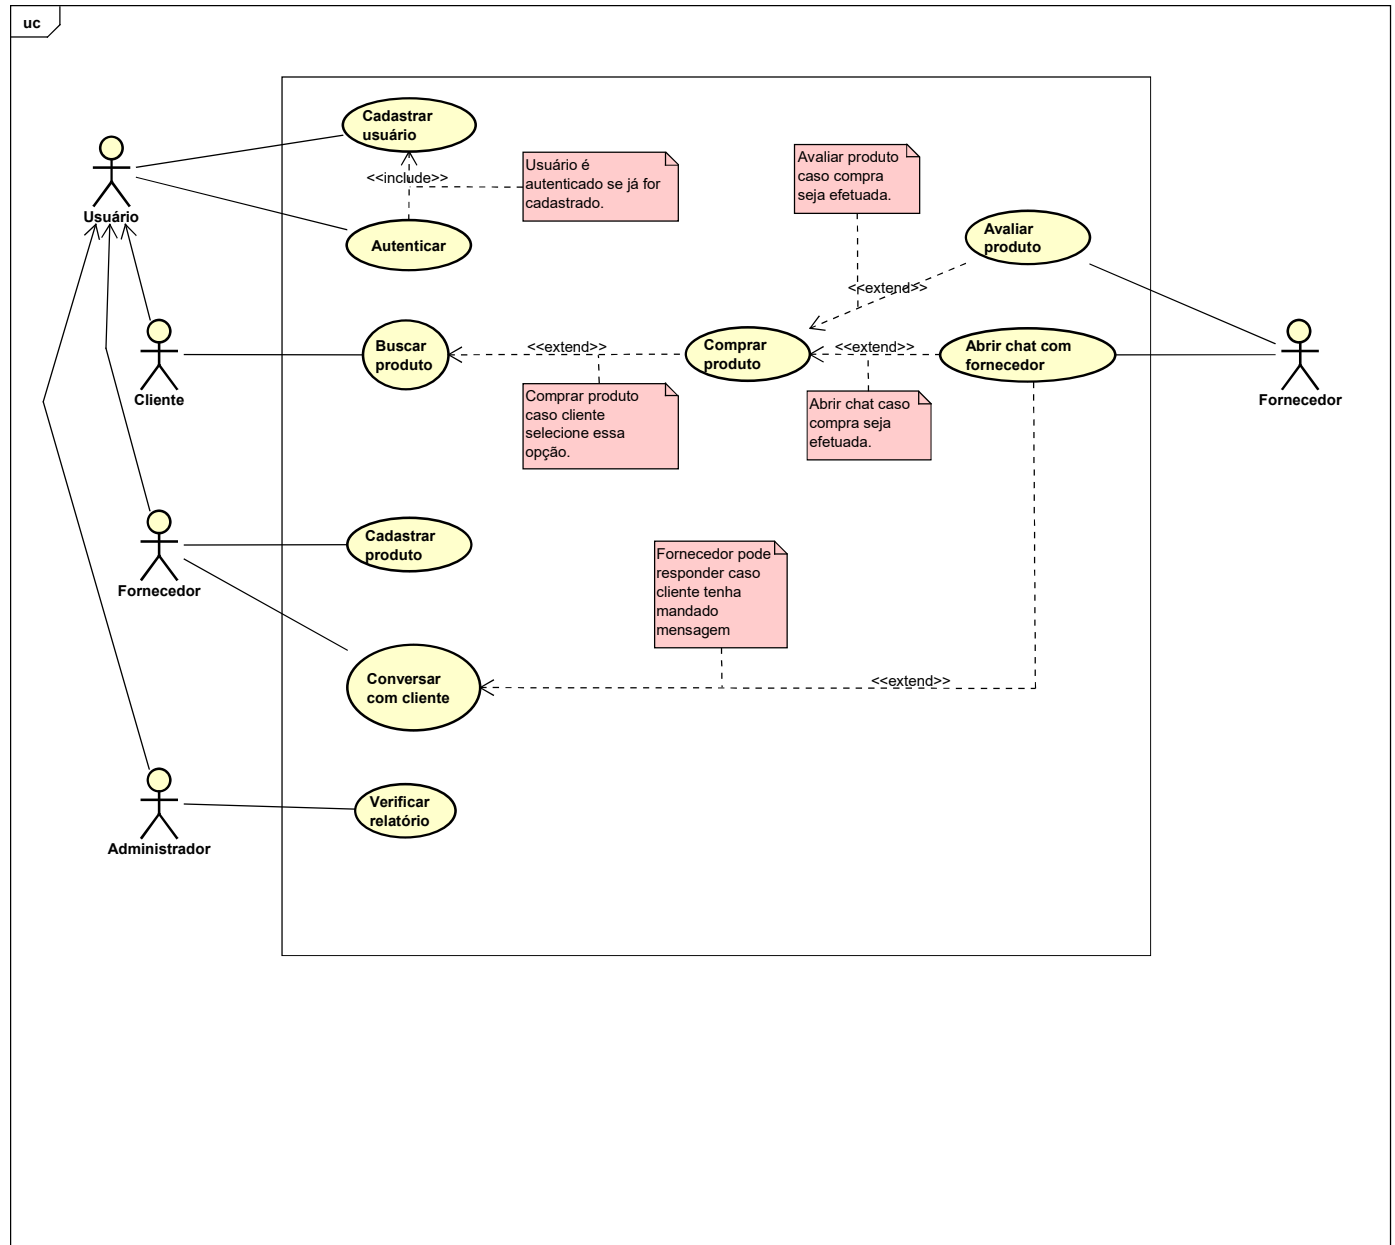 uc
Cadastrar
usuário
<<include>>
Usuário é
autenticado se já for
cadastrado.
Avaliar produto
caso compra
seja efetuada.
Usuário
Autenticar
Avaliar
produto
<<extend>>
Cliente
Buscar
produto
<<extend>>
Comprar produto
caso cliente
selecione essa
opção.
Comprar
produto
<<extend>>
Abrir chat caso
compra seja
efetuada.
Abrir chat com
fornecedor
Fornecedor
Fornecedor
Cadastrar
produto
Fornecedor pode
responder caso
cliente tenha
mandado
mensagem
Conversar
com cliente
<<extend>>
Administrador
Verificar
relatório